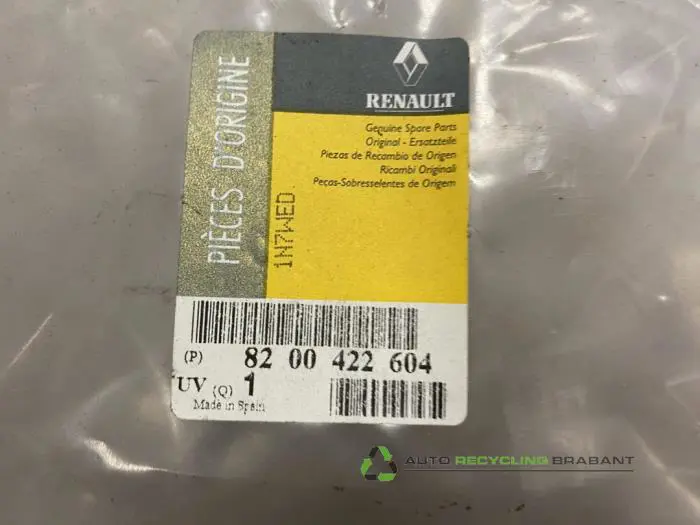 PIÈCES D'ORIGINE
RENAULT
Genuine Spare Parts
Original - Ersatzteile
Piezas de Recambio de Origen
Ricambi Originali
Peças-Sobresselentes de Origem
1N7WED
(P) 82 00 422 604
UV (Q) 1
Made in Spain
AUTO RECYCLING BRABANT